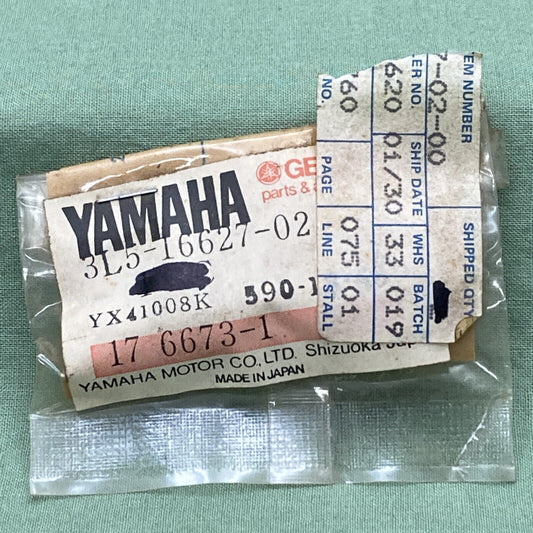 YAMAHA
GE
parts & a
3L5-16627-02
YX41008K 590-1
17 6673-1
YAMAHA MOTOR CO., LTD. Shizuoka Jap
MADE IN JAPAN
EM NUMBER SHIPPED QTY
7-02-00
ER NO. SHIP DATE WHS BATCH
620 01/30 33 019
NO. PAGE LINE STALL
60 075 01